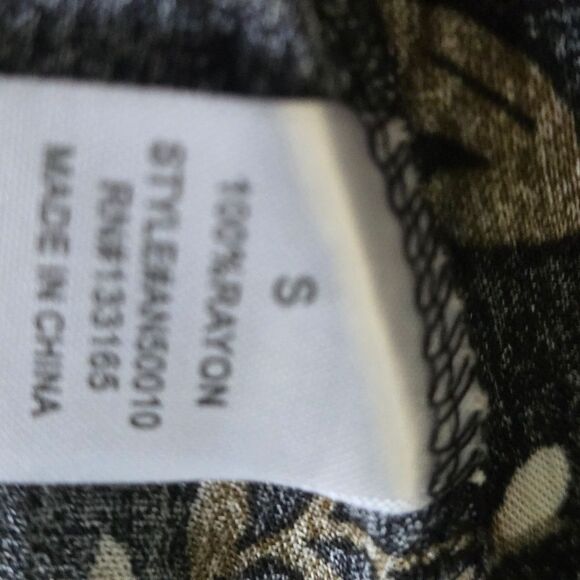 S
100%RAYON
STYLE#AN50010
RN#133165
MADE IN CHINA